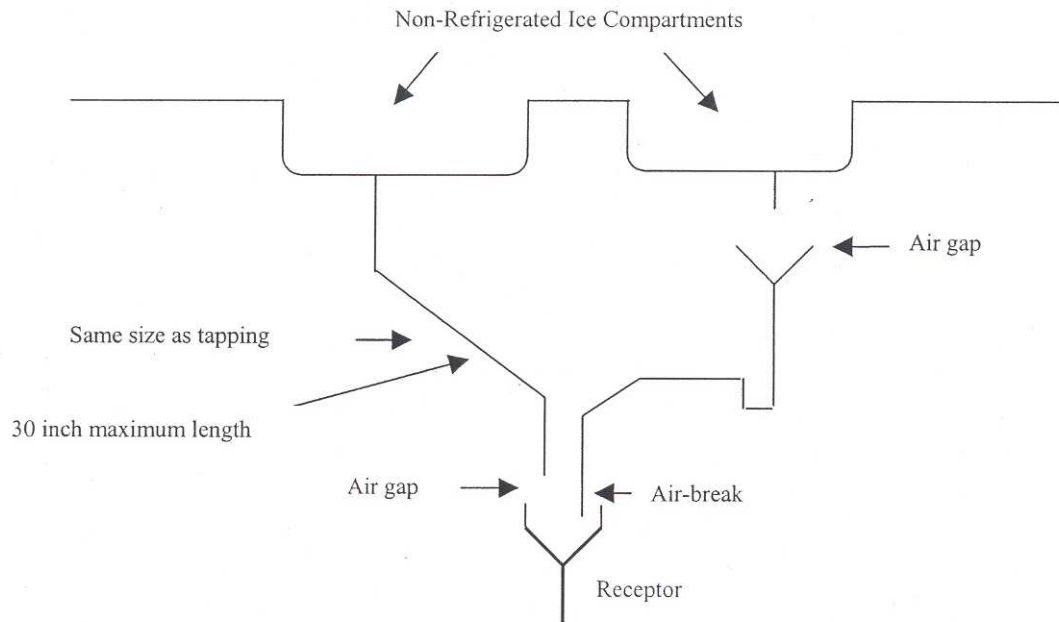 Non-Refrigerated Ice Compartments
Air gap
Same size as tapping
30 inch maximum length
Air gap
Air-break
Receptor